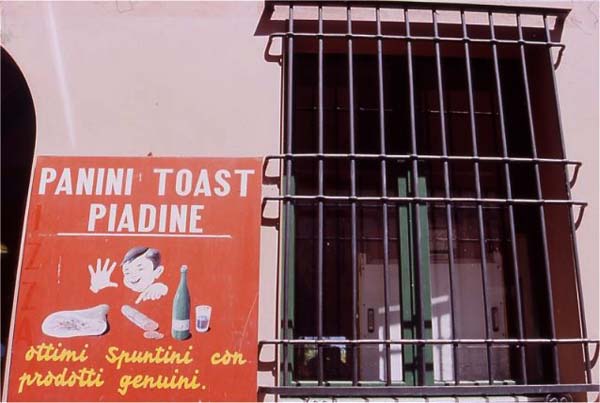 PANINI TOAST
PIADINE
ottimi spuntini con
prodotti genuini.